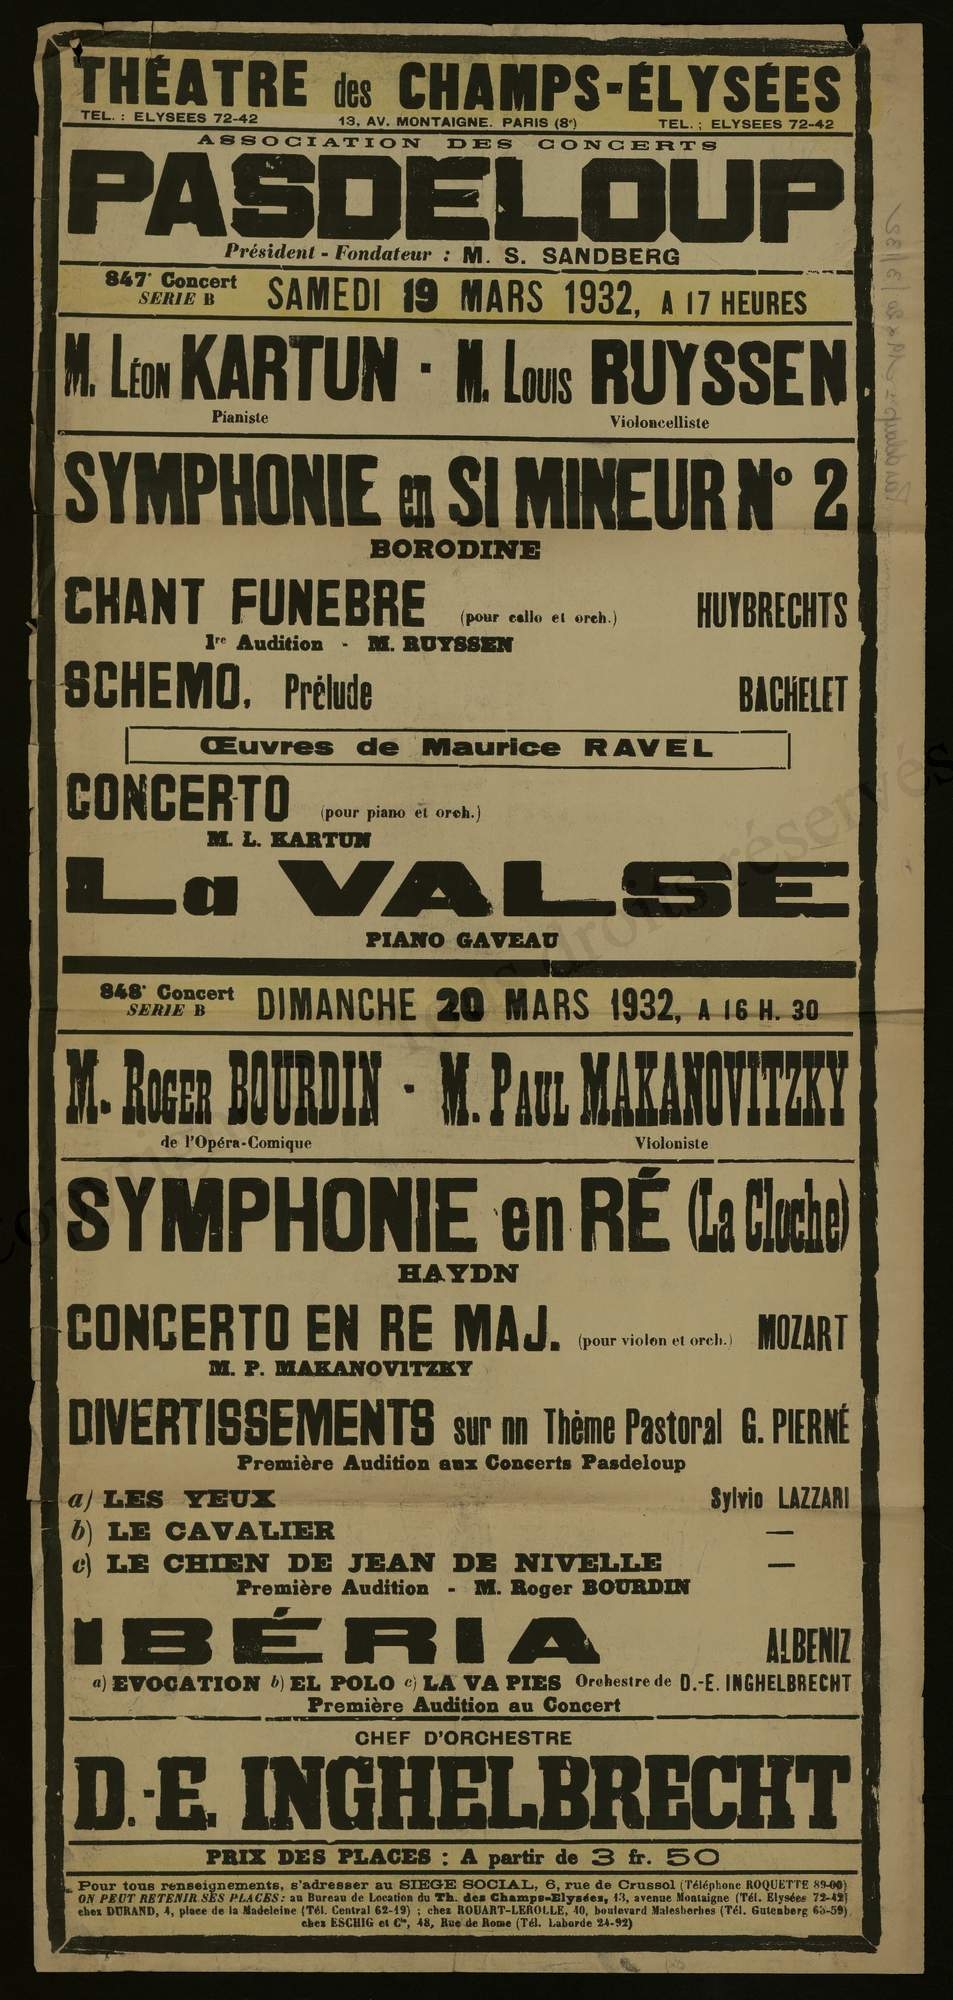 THÉATRE des CHAMPS-ÉLYSÉES
TEL. : ELYSEES 72-42 13, AV. MONTAIGNE. PARIS (8e) TEL. ; ELYSEES 72-42
ASSOCIATION DES CONCERTS
PASDELOUP
Président - Fondateur : M. S. SANDBERG
847e Concert
SERIE B
SAMEDI 19 MARS 1932, A 17 HEURES
M. LÉON KARTUN - M. LOUIS RUYSSEN
Pianiste Violoncelliste
SYMPHONIE en SI MINEUR No 2
BORODINE
CHANT FUNEBRE (pour cello et orch.) HUYBRECHTS
1re Audition - M. RUYSSEN
SCHEMO, Prélude BACHELET
Œuvres de Maurice RAVEL
CONCERTO (pour piano et orch.)
M. L. KARTUN
La VALSE
PIANO GAVEAU
848e Concert
SERIE B
DIMANCHE 20 MARS 1932, A 16 H. 30
M. ROGER BOURDIN - M. PAUL MAKANOVITZKY
de l'Opéra-Comique Violoniste
SYMPHONIE en RÉ (La Cloche)
HAYDN
CONCERTO EN RE MAJ. (pour violon et orch.) MOZART
M. P. MAKANOVITZKY
DIVERTISSEMENTS sur nn Thème Pastoral G. PIERNÉ
Première Audition aux Concerts Pasdeloup
a) LES YEUX Sylvio LAZZARI
b) LE CAVALIER —
c) LE CHIEN DE JEAN DE NIVELLE —
Première Audition - M. Roger BOURDIN
IBÉRIA ALBENIZ
a) EVOCATION b) EL POLO c) LA VA PIES Orchestre de D.-E. INGHELBRECHT
Première Audition au Concert
CHEF D'ORCHESTRE
D.-E. INGHELBRECHT
PRIX DES PLACES : A partir de 3 fr. 50
Pour tous renseignements, s'adresser au SIEGE SOCIAL, 6, rue de Crussol (Téléphone ROQUETTE 89-00)
ON PEUT RETENIR SES PLACES : au Bureau de Location du Th. des Champs-Elysées, 13, avenue Montaigne (Tél. Elysées 72-42)
chez DURAND, 4, place de la Madeleine (Tél. Central 62-19) ; chez ROUART-LEROLLE, 40, boulevard Malesherbes (Tél. Gutenberg 65-59)
chez ESCHIG et Cie, 48, Rue de Rome (Tél. Laborde 24-92)
copyright tous droits réservés